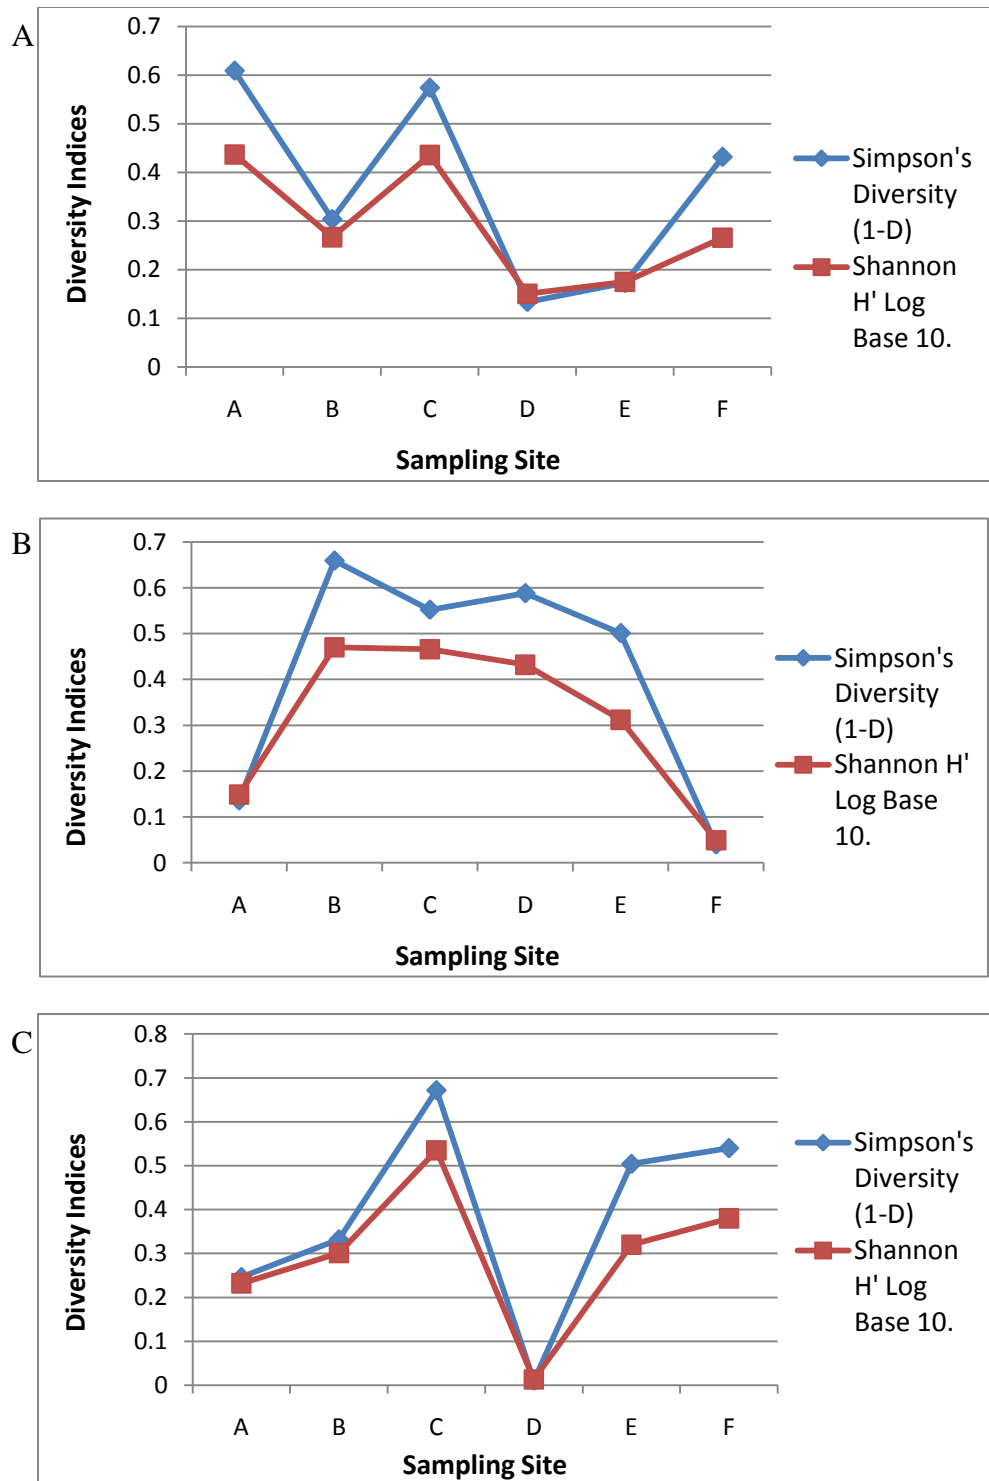 A
0.7
0.6
0.5
0.4
0.3
0.2
0.1
0
Diversity Indices
A B C D E F
Sampling Site
Simpson's
Diversity
(1-D)
Shannon
H' Log
Base 10.
B
0.7
0.6
0.5
0.4
0.3
0.2
0.1
0
Diversity Indices
A B C D E F
Sampling Site
Simpson's
Diversity
(1-D)
Shannon H'
Log Base
10.
C
0.8
0.7
0.6
0.5
0.4
0.3
0.2
0.1
0
Diversity Indices
A B C D E F
Sampling Site
Simpson's
Diversity
(1-D)
Shannon
H' Log
Base 10.